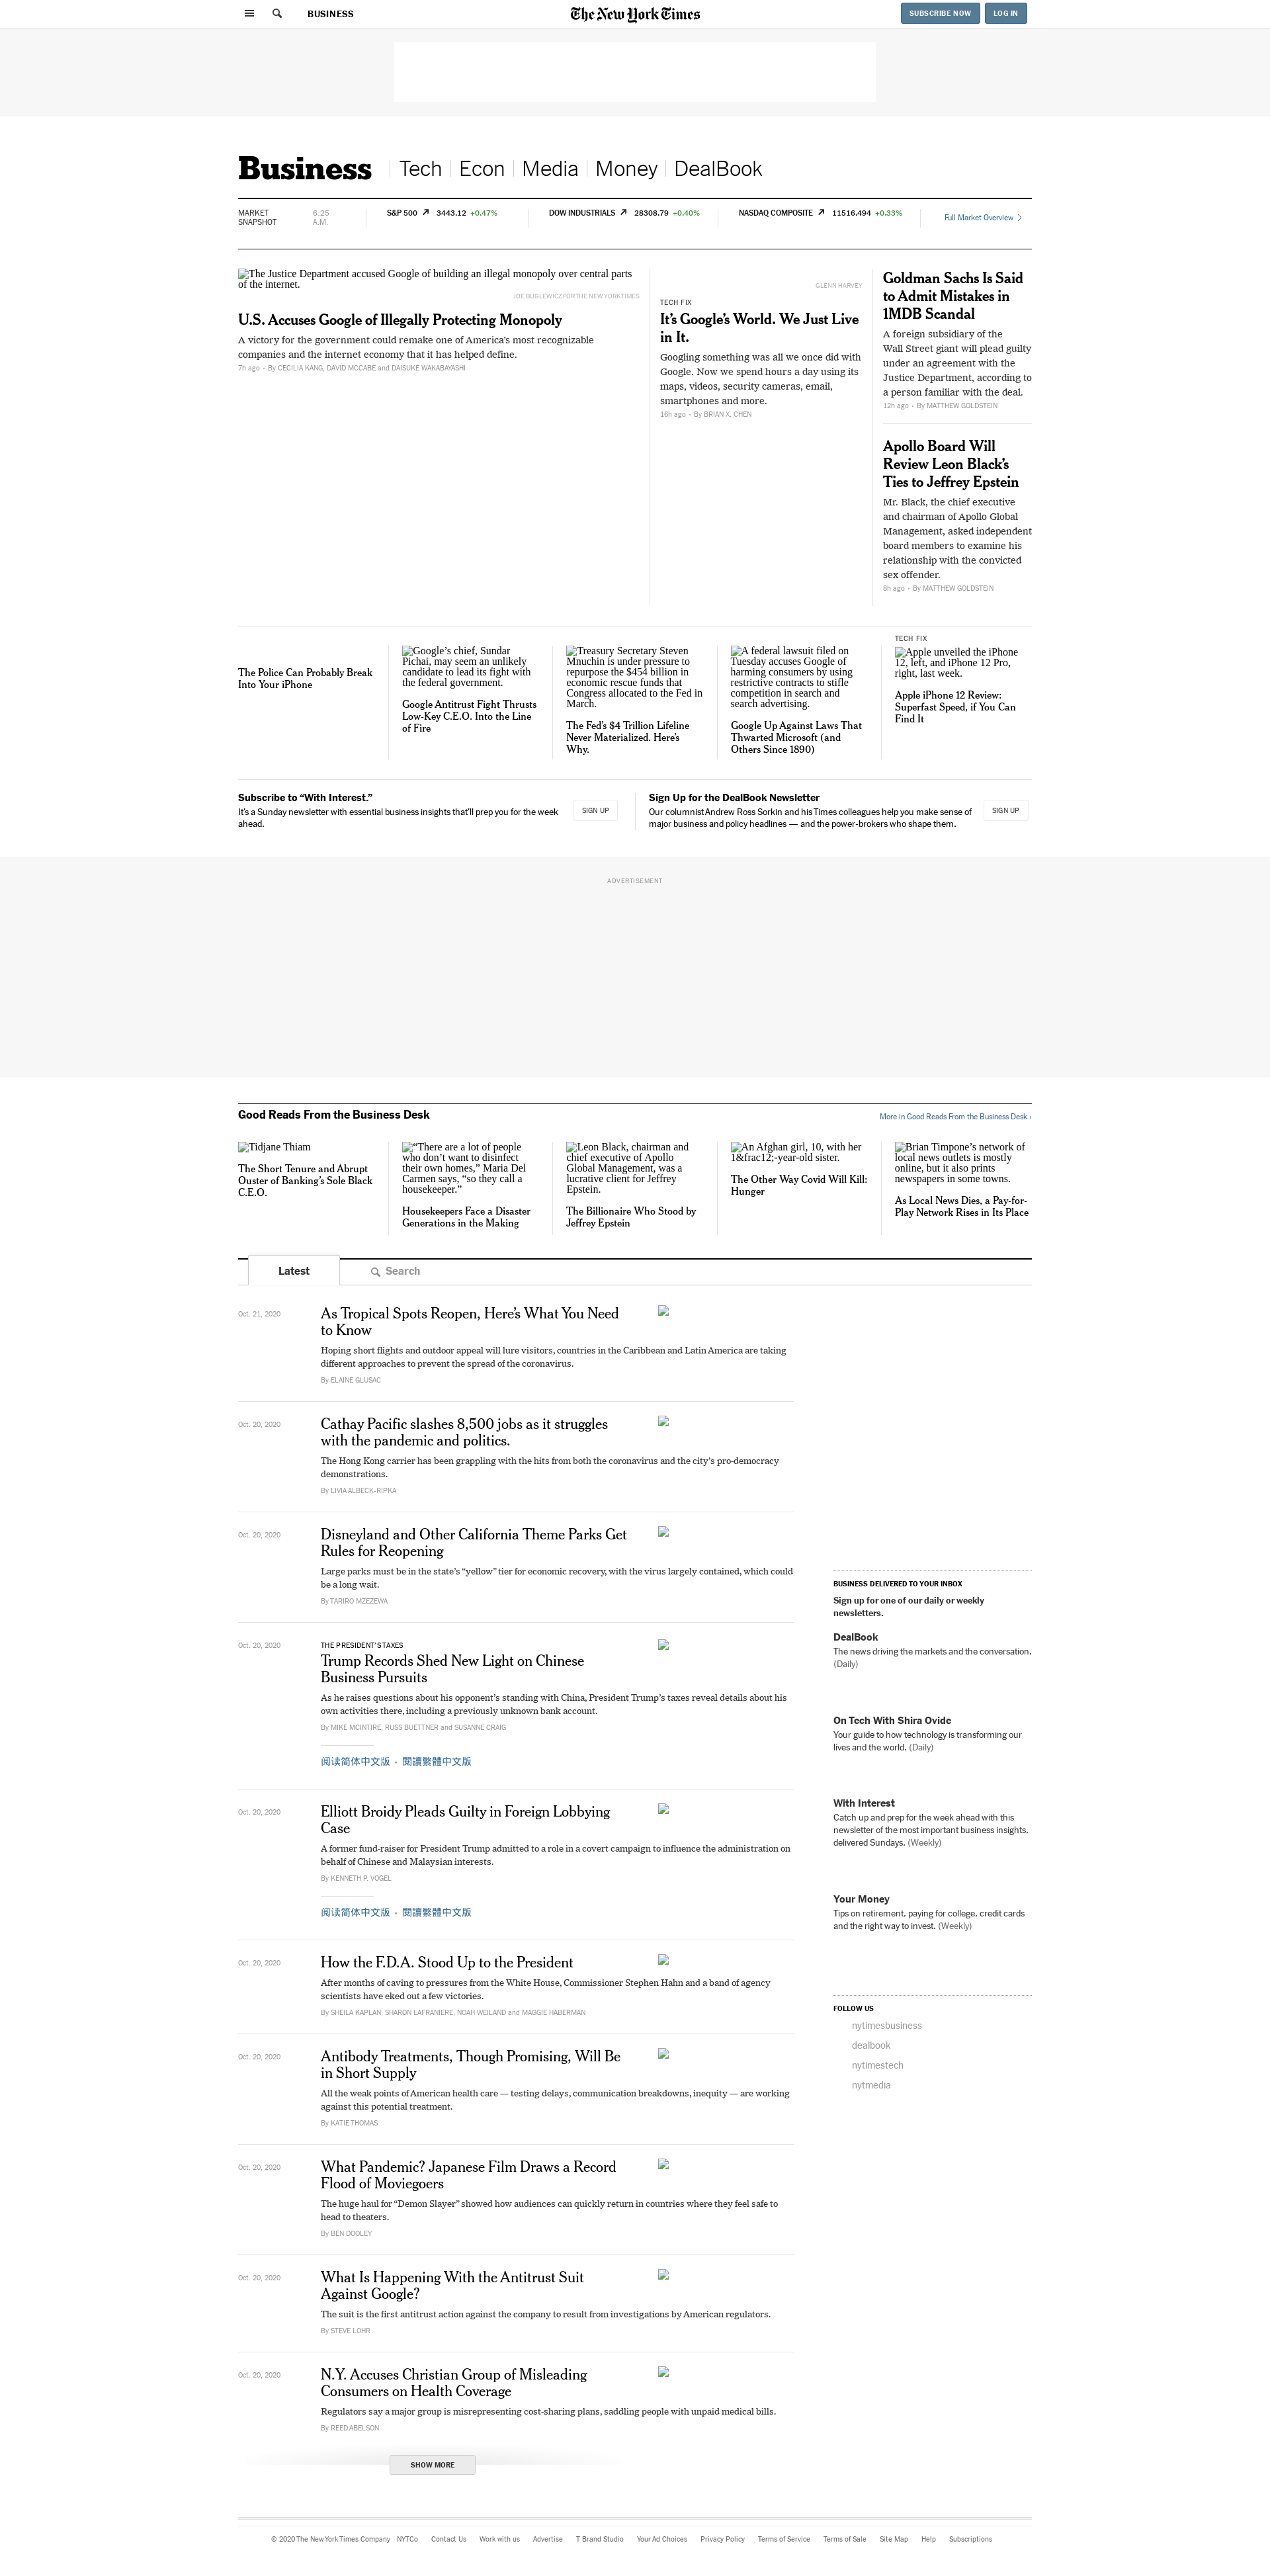 BUSINESS
The New York Times
SUBSCRIBE NOW
LOG IN
Business
Tech
Econ
Media
Money
DealBook
MARKET
SNAPSHOT
6:25
A.M.
S&P 500 3443.12 +0.47%
DOW INDUSTRIALS 28308.79 +0.40%
NASDAQ COMPOSITE 11516.494 +0.33%
Full Market Overview
The Justice Department accused Google of building an illegal monopoly over central parts
of the internet.
JOE BUGLEWICZ FOR THE NEW YORK TIMES
U.S. Accuses Google of Illegally Protecting Monopoly
A victory for the government could remake one of America’s most recognizable
companies and the internet economy that it has helped define.
7h ago - By CECILIA KANG, DAVID MCCABE and DAISUKE WAKABAYASHI
GLENN HARVEY
TECH FIX
It’s Google’s World. We Just Live
in It.
Googling something was all we once did with
Google. Now we spend hours a day using its
maps, videos, security cameras, email,
smartphones and more.
16h ago - By BRIAN X. CHEN
Goldman Sachs Is Said
to Admit Mistakes in
1MDB Scandal
A foreign subsidiary of the
Wall Street giant will plead guilty
under an agreement with the
Justice Department, according to
a person familiar with the deal.
12h ago - By MATTHEW GOLDSTEIN
Apollo Board Will
Review Leon Black’s
Ties to Jeffrey Epstein
Mr. Black, the chief executive
and chairman of Apollo Global
Management, asked independent
board members to examine his
relationship with the convicted
sex offender.
8h ago - By MATTHEW GOLDSTEIN
The Police Can Probably Break
Into Your iPhone
Google’s chief, Sundar
Pichai, may seem an unlikely
candidate to lead its fight with
the federal government.
Google Antitrust Fight Thrusts
Low-Key C.E.O. Into the Line
of Fire
Treasury Secretary Steven
Mnuchin is under pressure to
repurpose the $454 billion in
economic rescue funds that
Congress allocated to the Fed in
March.
The Fed’s $4 Trillion Lifeline
Never Materialized. Here’s
Why.
A federal lawsuit filed on
Tuesday accuses Google of
harming consumers by using
restrictive contracts to stifle
competition in search and
search advertising.
Google Up Against Laws That
Thwarted Microsoft (and
Others Since 1890)
TECH FIX
Apple unveiled the iPhone
12, left, and iPhone 12 Pro,
right, last week.
Apple iPhone 12 Review:
Superfast Speed, if You Can
Find It
Subscribe to “With Interest.”
It’s a Sunday newsletter with essential business insights that’ll prep you for the week
ahead.
SIGN UP
Sign Up for the DealBook Newsletter
Our columnist Andrew Ross Sorkin and his Times colleagues help you make sense of
major business and policy headlines — and the power-brokers who shape them.
SIGN UP
ADVERTISEMENT
Good Reads From the Business Desk
More in Good Reads From the Business Desk ›
Tidjane Thiam
The Short Tenure and Abrupt
Ouster of Banking’s Sole Black
C.E.O.
“There are a lot of people
who don’t want to disinfect
their own homes,” Maria Del
Carmen says, “so they call a
housekeeper.”
Housekeepers Face a Disaster
Generations in the Making
Leon Black, chairman and
chief executive of Apollo
Global Management, was a
lucrative client for Jeffrey
Epstein.
The Billionaire Who Stood by
Jeffrey Epstein
An Afghan girl, 10, with her
1&frac12;-year-old sister.
The Other Way Covid Will Kill:
Hunger
Brian Timpone’s network of
local news outlets is mostly
online, but it also prints
newspapers in some towns.
As Local News Dies, a Pay-for-
Play Network Rises in Its Place
Latest
Search
Oct. 21, 2020
As Tropical Spots Reopen, Here’s What You Need
to Know
Hoping short flights and outdoor appeal will lure visitors, countries in the Caribbean and Latin America are taking
different approaches to prevent the spread of the coronavirus.
By ELAINE GLUSAC
Oct. 20, 2020
Cathay Pacific slashes 8,500 jobs as it struggles
with the pandemic and politics.
The Hong Kong carrier has been grappling with the hits from both the coronavirus and the city’s pro-democracy
demonstrations.
By LIVIA ALBECK-RIPKA
Oct. 20, 2020
Disneyland and Other California Theme Parks Get
Rules for Reopening
Large parks must be in the state’s “yellow” tier for economic recovery, with the virus largely contained, which could
be a long wait.
By TARIRO MZEZEWA
Oct. 20, 2020
THE PRESIDENT’S TAXES
Trump Records Shed New Light on Chinese
Business Pursuits
As he raises questions about his opponent’s standing with China, President Trump’s taxes reveal details about his
own activities there, including a previously unknown bank account.
By MIKE MCINTIRE, RUSS BUETTNER and SUSANNE CRAIG
阅读简体中文版 • 閱讀繁體中文版
Oct. 20, 2020
Elliott Broidy Pleads Guilty in Foreign Lobbying
Case
A former fund-raiser for President Trump admitted to a role in a covert campaign to influence the administration on
behalf of Chinese and Malaysian interests.
By KENNETH P. VOGEL
阅读简体中文版 • 閱讀繁體中文版
Oct. 20, 2020
How the F.D.A. Stood Up to the President
After months of caving to pressures from the White House, Commissioner Stephen Hahn and a band of agency
scientists have eked out a few victories.
By SHEILA KAPLAN, SHARON LAFRANIERE, NOAH WEILAND and MAGGIE HABERMAN
Oct. 20, 2020
Antibody Treatments, Though Promising, Will Be
in Short Supply
All the weak points of American health care — testing delays, communication breakdowns, inequity — are working
against this potential treatment.
By KATIE THOMAS
Oct. 20, 2020
What Pandemic? Japanese Film Draws a Record
Flood of Moviegoers
The huge haul for “Demon Slayer” showed how audiences can quickly return in countries where they feel safe to
head to theaters.
By BEN DOOLEY
Oct. 20, 2020
What Is Happening With the Antitrust Suit
Against Google?
The suit is the first antitrust action against the company to result from investigations by American regulators.
By STEVE LOHR
Oct. 20, 2020
N.Y. Accuses Christian Group of Misleading
Consumers on Health Coverage
Regulators say a major group is misrepresenting cost-sharing plans, saddling people with unpaid medical bills.
By REED ABELSON
SHOW MORE
BUSINESS DELIVERED TO YOUR INBOX
Sign up for one of our daily or weekly
newsletters.
DealBook
The news driving the markets and the conversation.
(Daily)
On Tech With Shira Ovide
Your guide to how technology is transforming our
lives and the world. (Daily)
With Interest
Catch up and prep for the week ahead with this
newsletter of the most important business insights,
delivered Sundays. (Weekly)
Your Money
Tips on retirement, paying for college, credit cards
and the right way to invest. (Weekly)
FOLLOW US
nytimesbusiness
dealbook
nytimestech
nytmedia
© 2020 The New York Times Company
NYTCo
Contact Us
Work with us
Advertise
T Brand Studio
Your Ad Choices
Privacy Policy
Terms of Service
Terms of Sale
Site Map
Help
Subscriptions